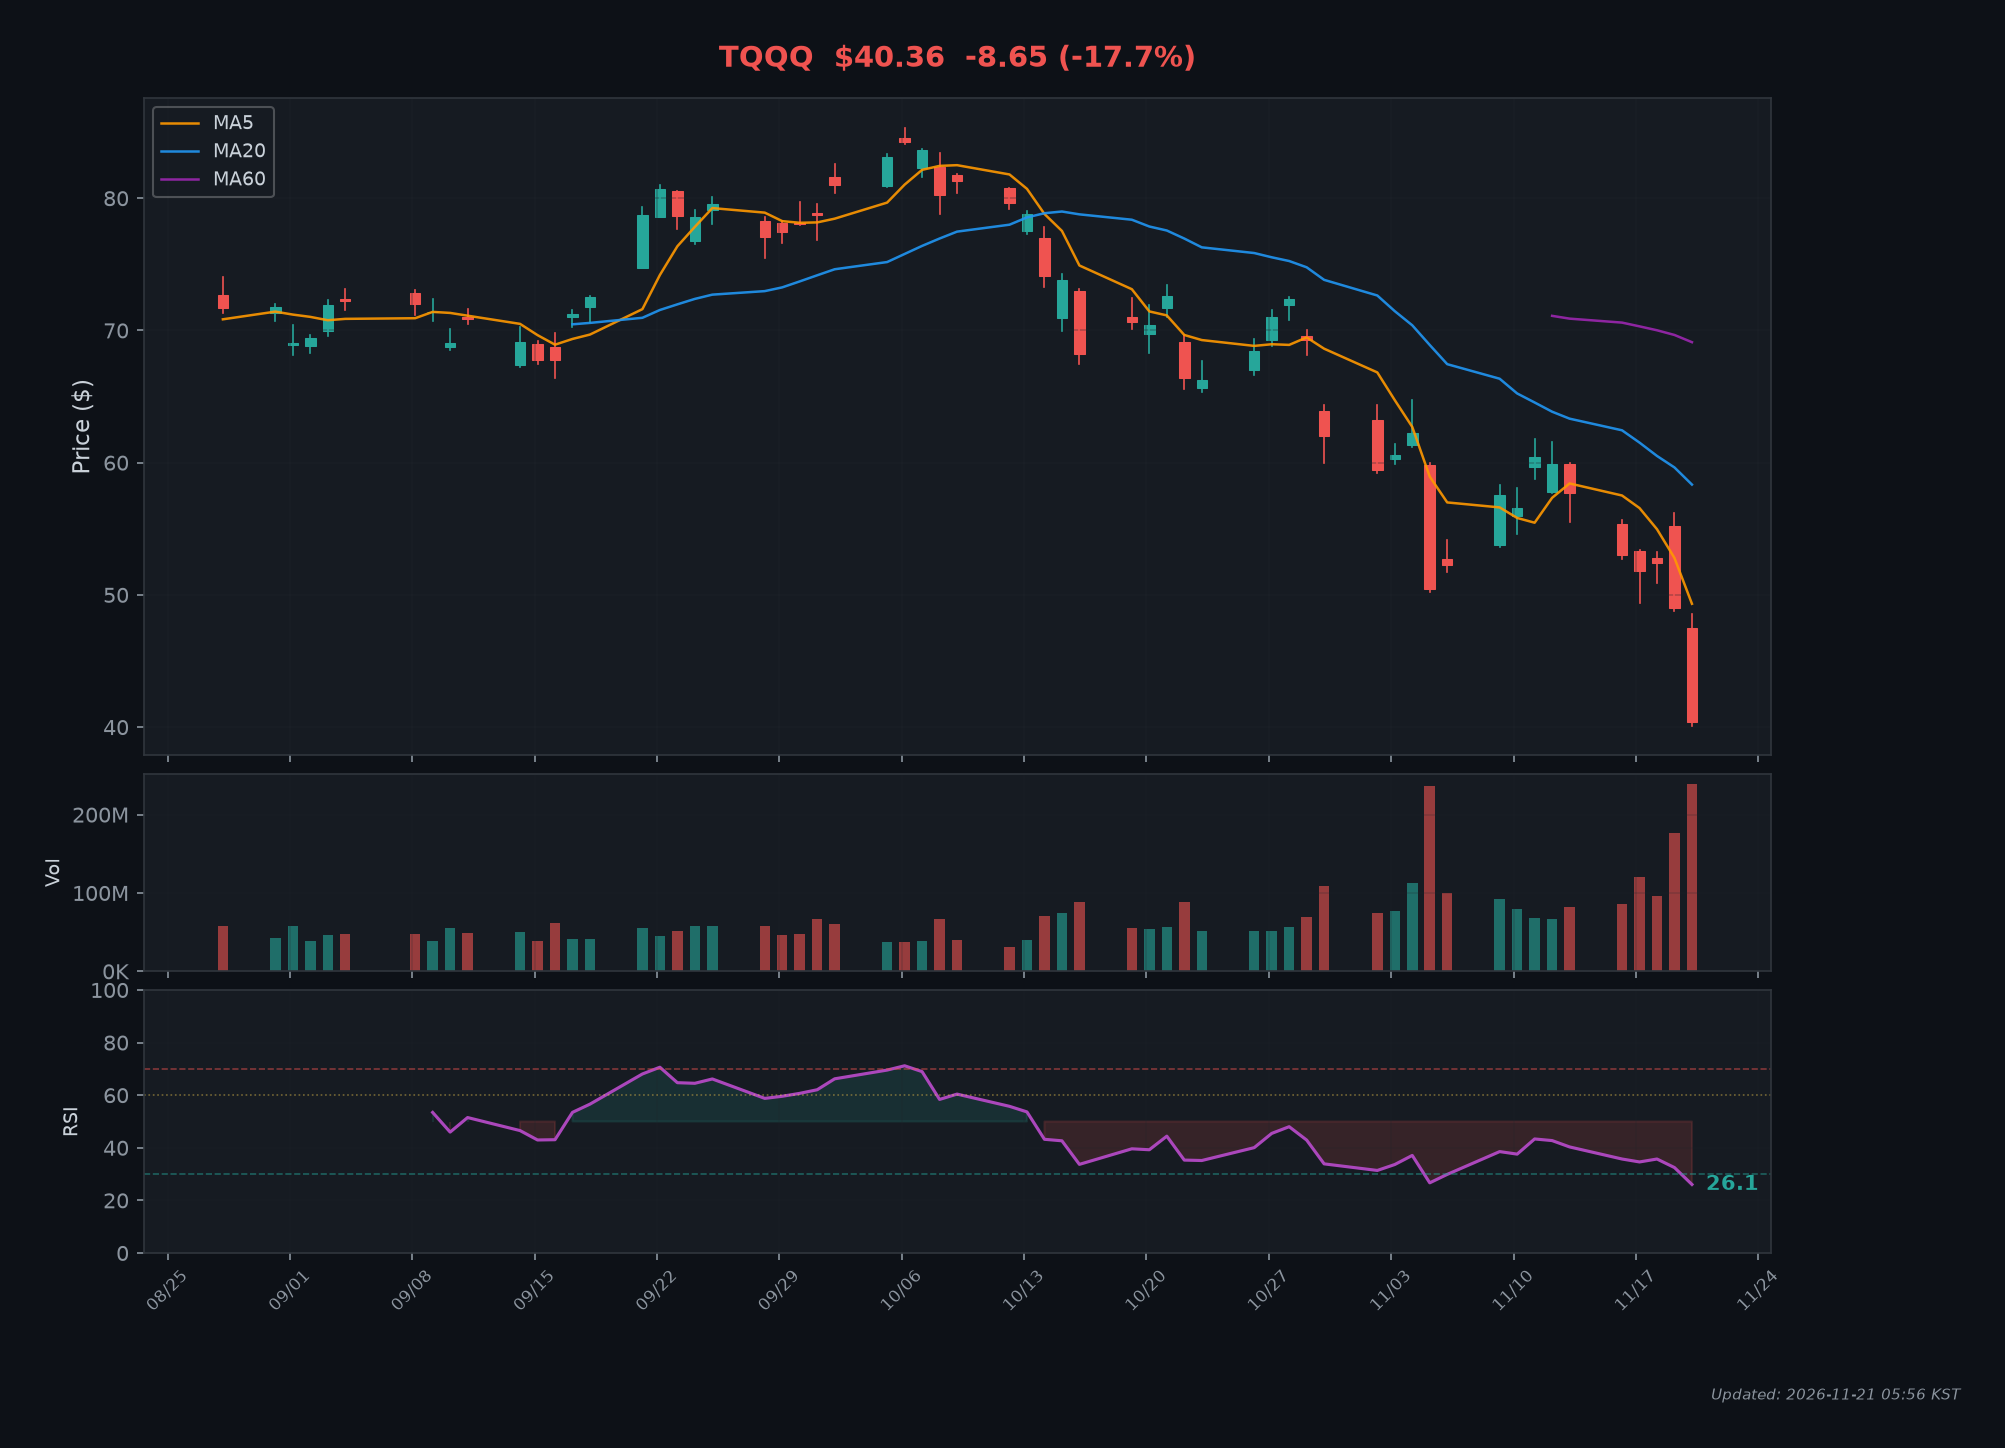 TQQQ $40.36 -8.65 (-17.7%)
MA5
MA20
MA60
Price ($)
80
70
60
50
40
Vol
200M
100M
0K
RSI
100
80
60
40
20
0
26.1
08/25
09/01
09/08
09/15
09/22
09/29
10/06
10/13
10/20
10/27
11/03
11/10
11/17
11/24
Updated: 2026-11-21 05:56 KST